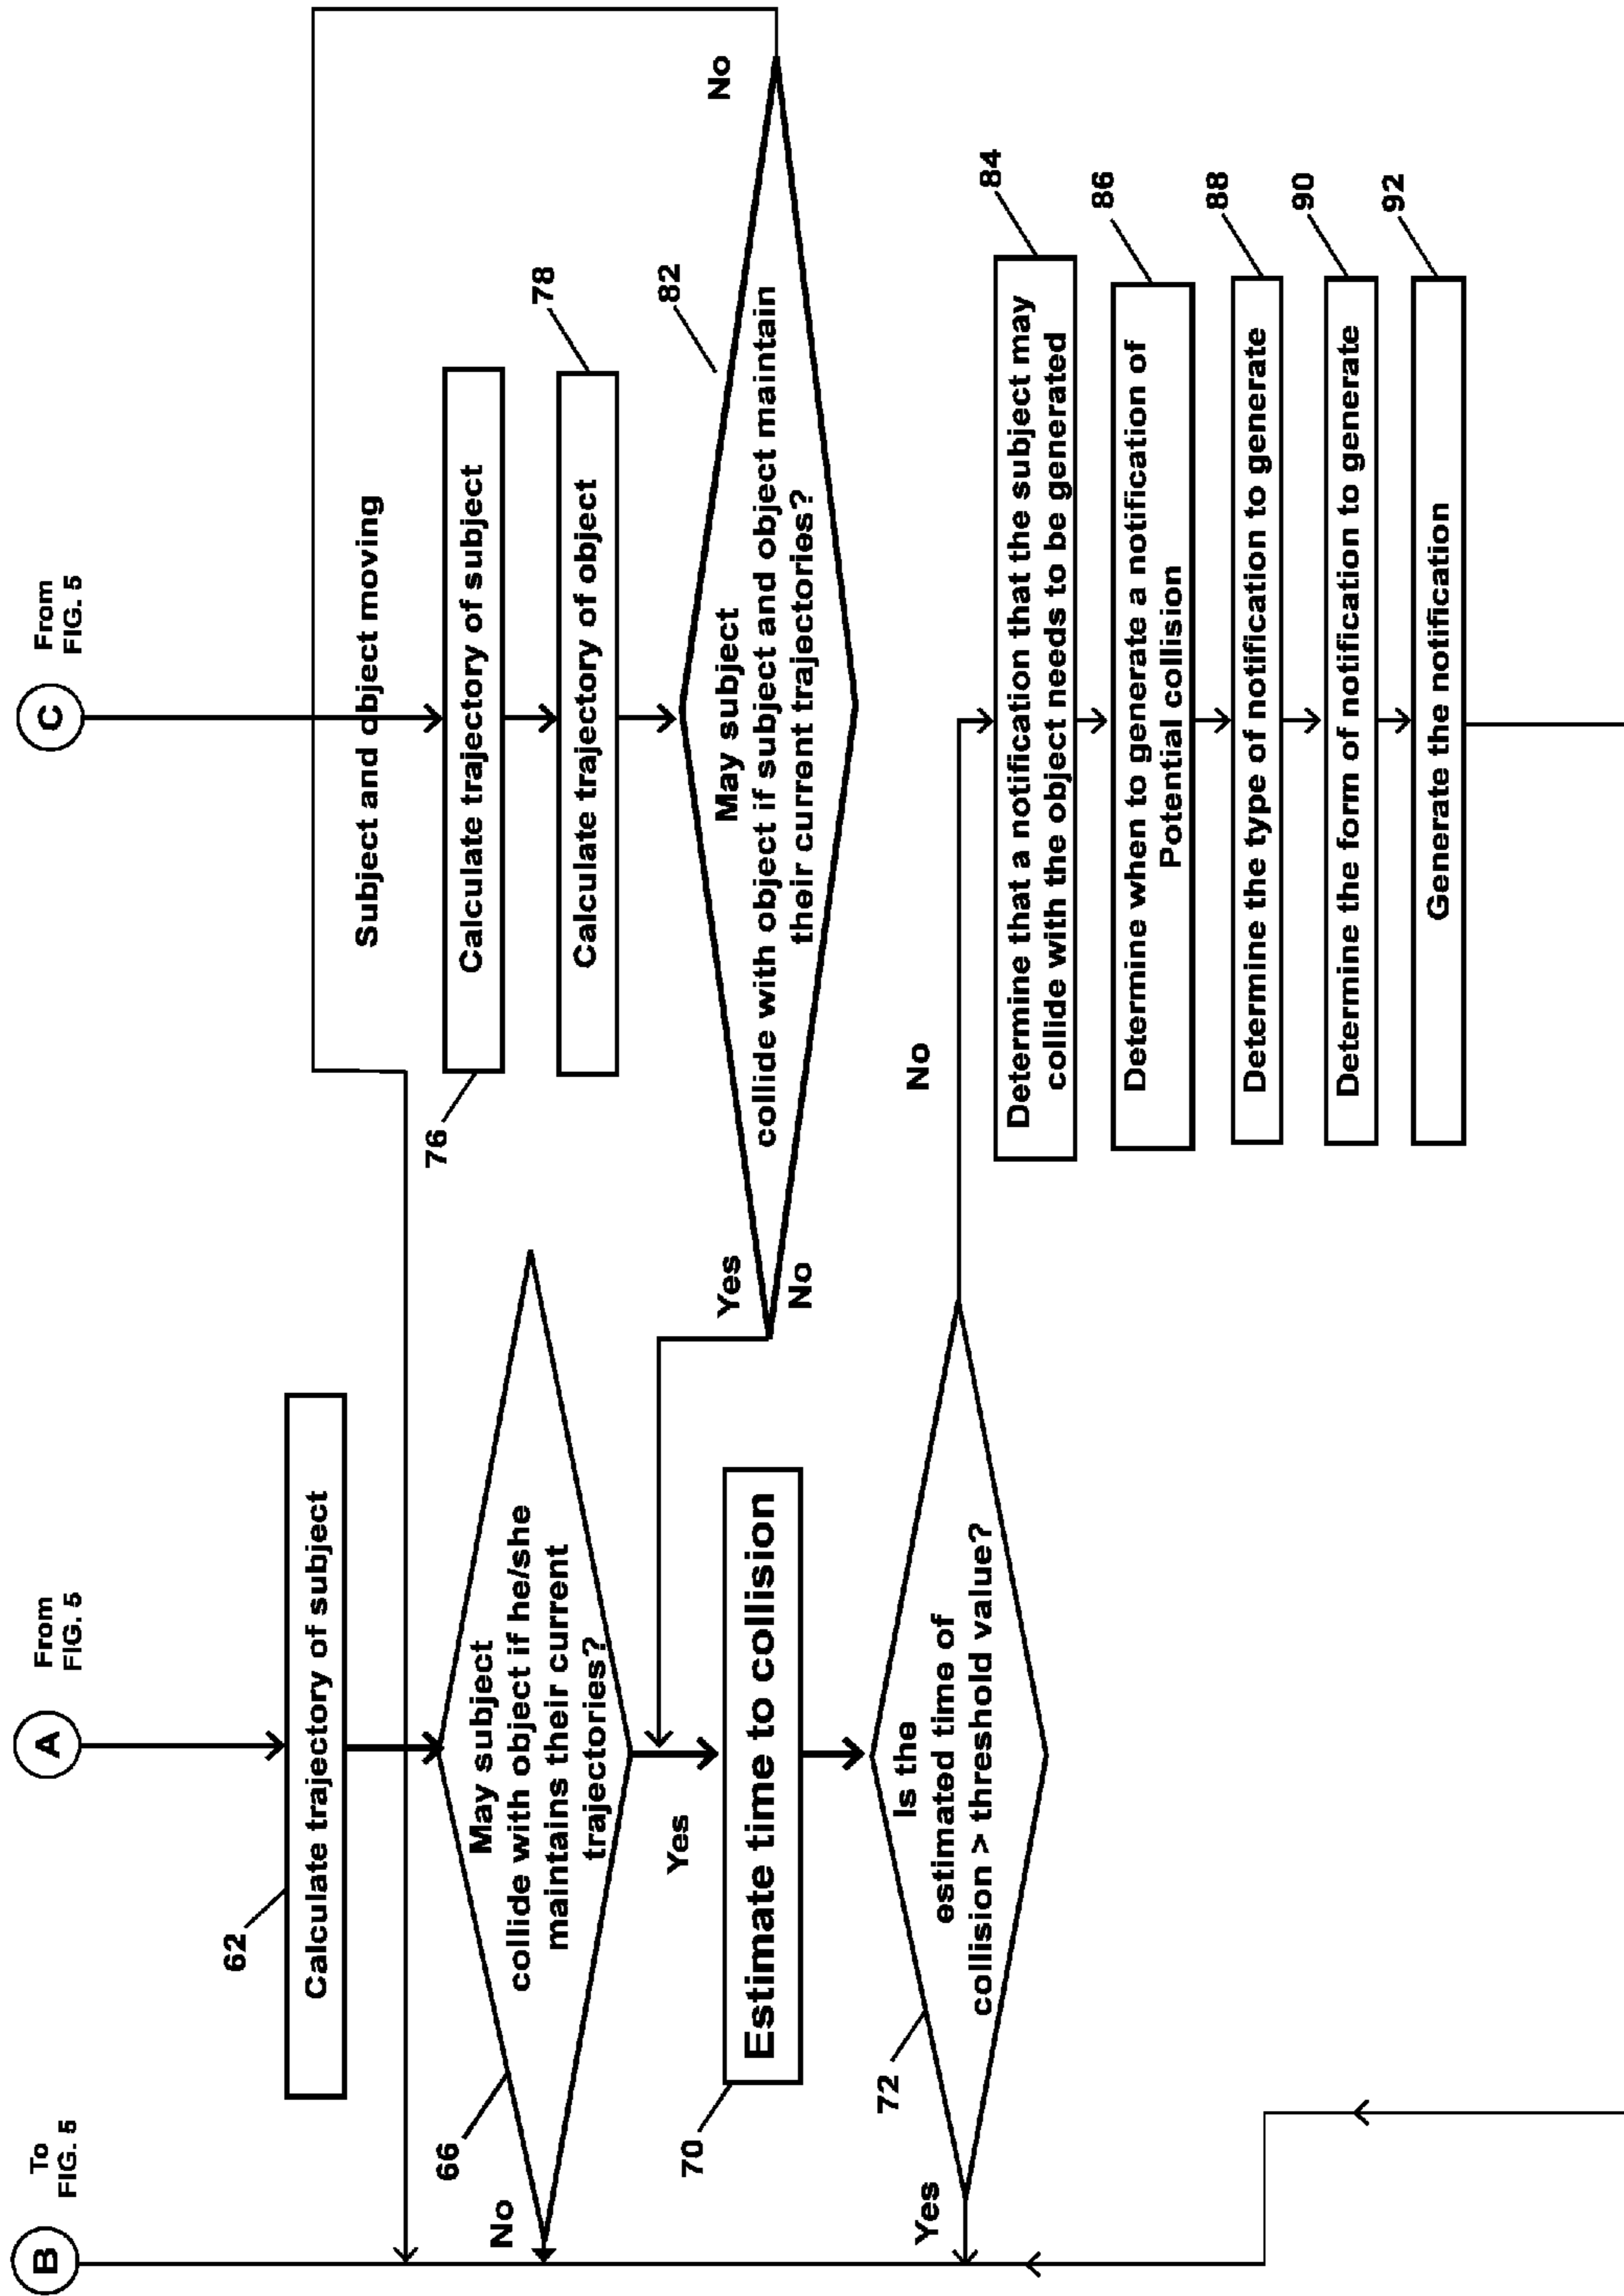 B
To
FIG. 5
A
From
FIG. 5
C
From
FIG. 5
62
Calculate trajectory of subject
66
May subject
collide with object if he/she
maintains their current
trajectories?
No
Yes
70
Estimate time to collision
72
Is the
estimated time of
collision > threshold value?
Yes
No
Subject and object moving
76
Calculate trajectory of subject
78
Calculate trajectory of object
82
May subject
collide with object if subject and object maintain
their current trajectories?
Yes
No
No
84
Determine that a notification that the subject may
collide with the object needs to be generated
86
Determine when to generate a notification of
Potential collision
88
Determine the type of notification to generate
90
Determine the form of notification to generate
92
Generate the notification